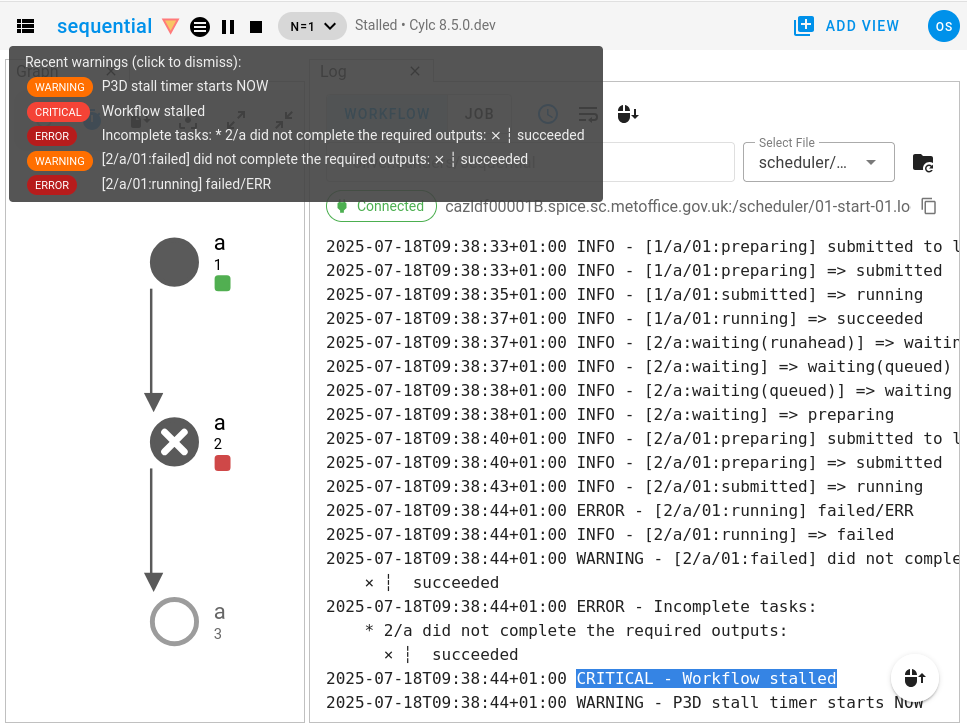 sequential
N=1
Stalled • Cylc 8.5.0.dev
ADD VIEW
OS
Recent warnings (click to dismiss):
WARNING P3D stall timer starts NOW
CRITICAL Workflow stalled
ERROR Incomplete tasks: * 2/a did not complete the required outputs: ⨯ ┆ succeeded
WARNING [2/a/01:failed] did not complete the required outputs: ⨯ ┆ succeeded
ERROR [2/a/01:running] failed/ERR
Graph
Log
WORKFLOW
JOB
Select File
scheduler/…
Connected
cazldf00001B.spice.sc.metoffice.gov.uk:/scheduler/01-start-01.lo
a
1
a
2
a
3
2025-07-18T09:38:33+01:00 INFO - [1/a/01:preparing] submitted to l
2025-07-18T09:38:33+01:00 INFO - [1/a/01:preparing] => submitted
2025-07-18T09:38:35+01:00 INFO - [1/a/01:submitted] => running
2025-07-18T09:38:37+01:00 INFO - [1/a/01:running] => succeeded
2025-07-18T09:38:37+01:00 INFO - [2/a:waiting(runahead)] => waitin
2025-07-18T09:38:37+01:00 INFO - [2/a:waiting] => waiting(queued)
2025-07-18T09:38:38+01:00 INFO - [2/a:waiting(queued)] => waiting
2025-07-18T09:38:38+01:00 INFO - [2/a:waiting] => preparing
2025-07-18T09:38:40+01:00 INFO - [2/a/01:preparing] submitted to l
2025-07-18T09:38:40+01:00 INFO - [2/a/01:preparing] => submitted
2025-07-18T09:38:43+01:00 INFO - [2/a/01:submitted] => running
2025-07-18T09:38:44+01:00 ERROR - [2/a/01:running] failed/ERR
2025-07-18T09:38:44+01:00 INFO - [2/a/01:running] => failed
2025-07-18T09:38:44+01:00 WARNING - [2/a/01:failed] did not comple
⨯ ┆ succeeded
2025-07-18T09:38:44+01:00 ERROR - Incomplete tasks:
* 2/a did not complete the required outputs:
⨯ ┆ succeeded
2025-07-18T09:38:44+01:00 CRITICAL - Workflow stalled
2025-07-18T09:38:44+01:00 WARNING - P3D stall timer starts NOW